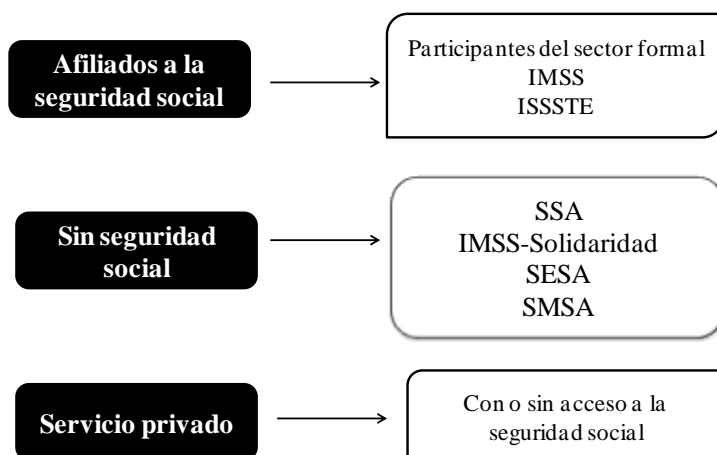 Afiliados a la
seguridad social
Participantes del sector formal
IMSS
ISSSTE
Sin seguridad
social
SSA
IMSS-Solidaridad
SESA
SMSA
Servicio privado
Con o sin acceso a la
seguridad social